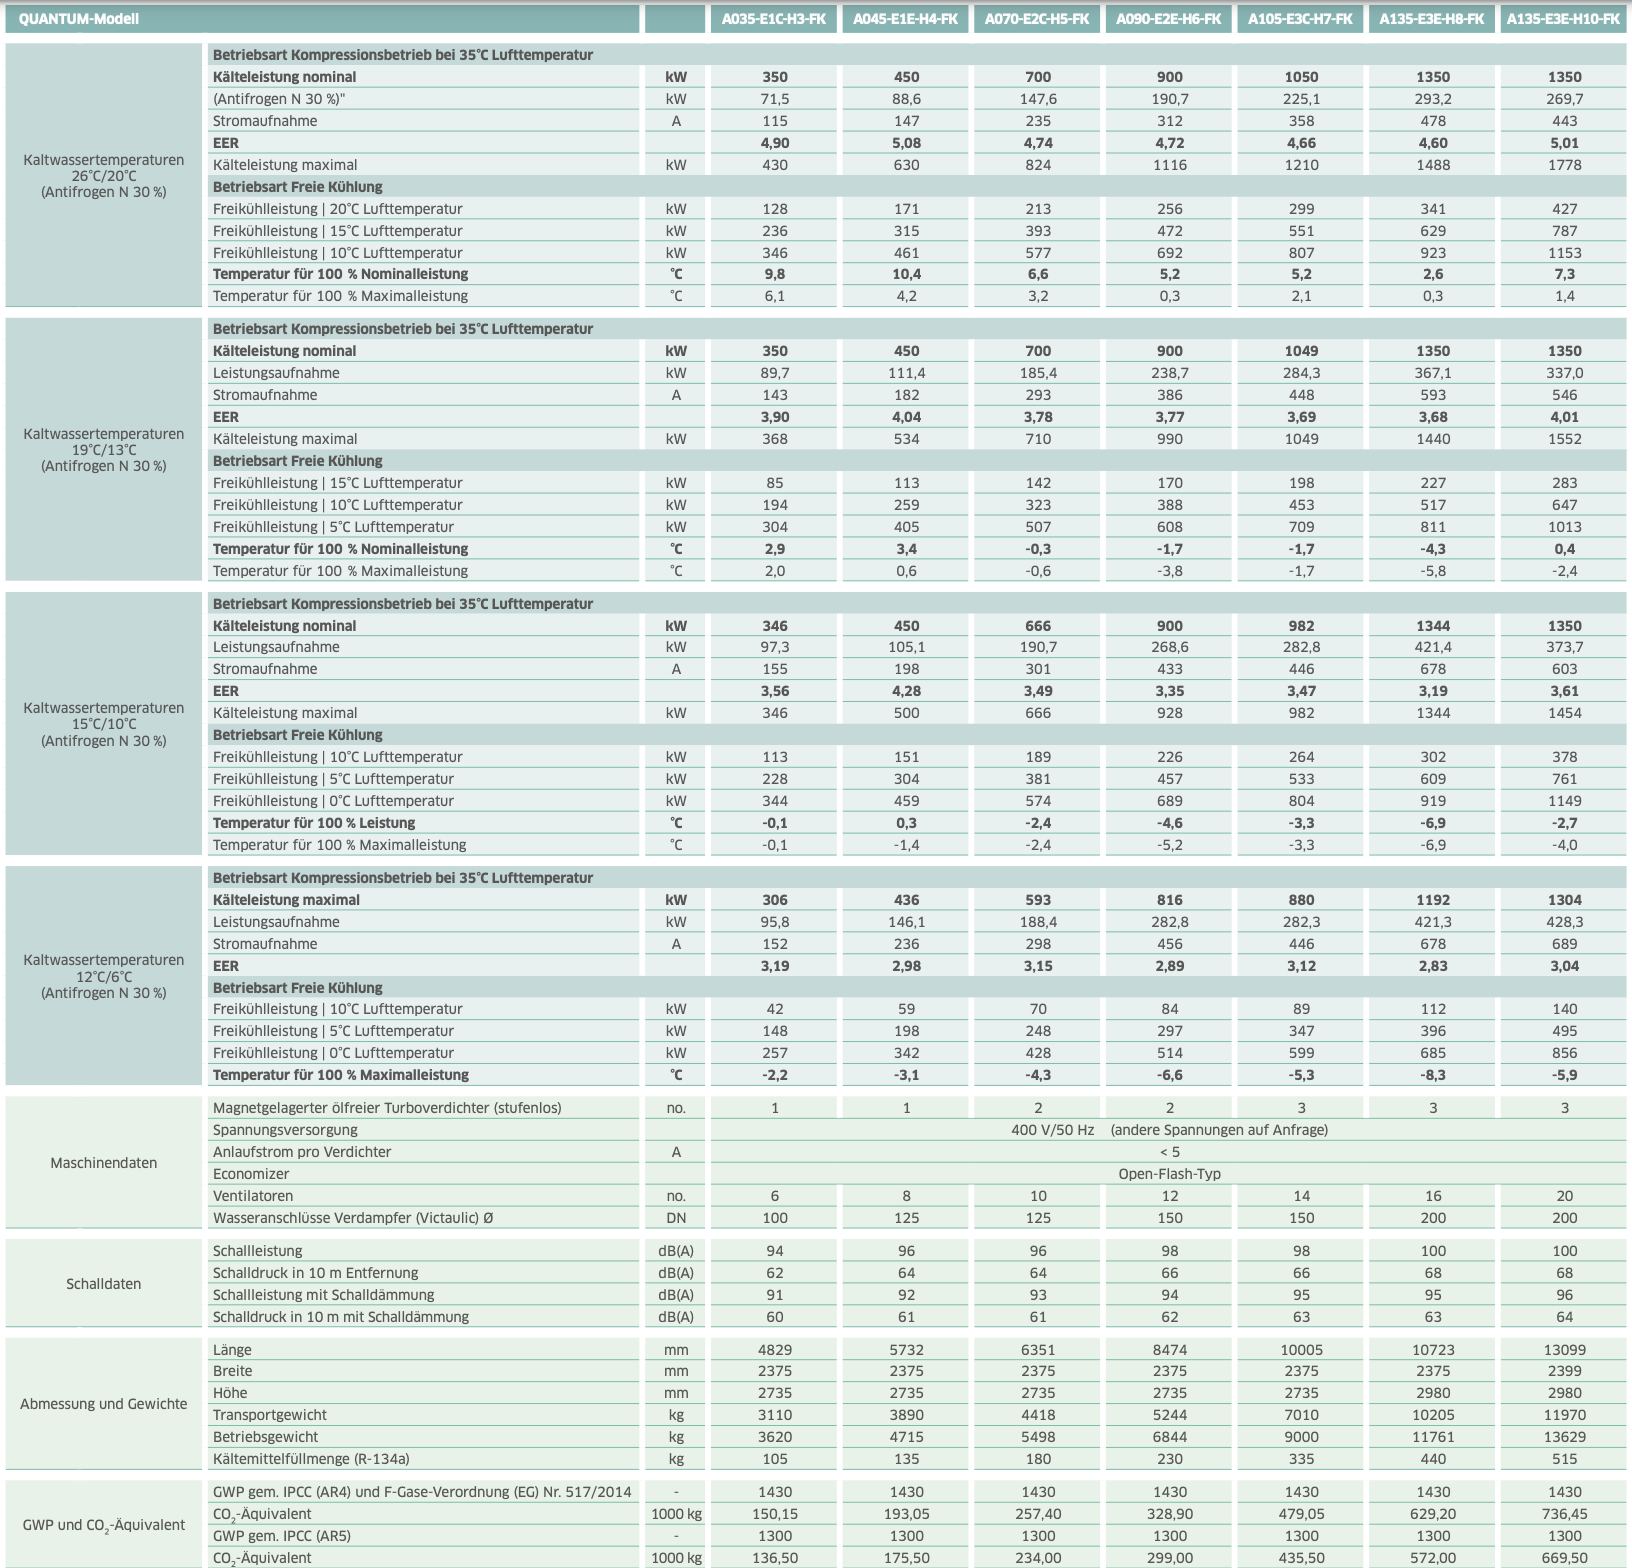 QUANTUM-Modell A035-E1C-H3-FK A045-E1E-H4-FK A070-E2C-H5-FK A090-E2E-H6-FK A105-E3C-H7-FK A135-E3E-H8-FK A135-E3E-H10-FK
Kaltwassertemperaturen
26°C/20°C
(Antifrogen N 30 %)
Betriebsart Kompressionsbetrieb bei 35°C Lufttemperatur
Kälteleistung nominal kW 350 450 700 900 1050 1350 1350
(Antifrogen N 30 %)" kW 71,5 88,6 147,6 190,7 225,1 293,2 269,7
Stromaufnahme A 115 147 235 312 358 478 443
EER 4,90 5,08 4,74 4,72 4,66 4,60 5,01
Kälteleistung maximal kW 430 630 824 1116 1210 1488 1778
Betriebsart Freie Kühlung
Freikühlleistung | 20°C Lufttemperatur kW 128 171 213 256 299 341 427
Freikühlleistung | 15°C Lufttemperatur kW 236 315 393 472 551 629 787
Freikühlleistung | 10°C Lufttemperatur kW 346 461 577 692 807 923 1153
Temperatur für 100 % Nominalleistung °C 9,8 10,4 6,6 5,2 5,2 2,6 7,3
Temperatur für 100 % Maximalleistung °C 6,1 4,2 3,2 0,3 2,1 0,3 1,4
Kaltwassertemperaturen
19°C/13°C
(Antifrogen N 30 %)
Betriebsart Kompressionsbetrieb bei 35°C Lufttemperatur
Kälteleistung nominal kW 350 450 700 900 1049 1350 1350
Leistungsaufnahme kW 89,7 111,4 185,4 238,7 284,3 367,1 337,0
Stromaufnahme A 143 182 293 386 448 593 546
EER 3,90 4,04 3,78 3,77 3,69 3,68 4,01
Kälteleistung maximal kW 368 534 710 990 1049 1440 1552
Betriebsart Freie Kühlung
Freikühlleistung | 15°C Lufttemperatur kW 85 113 142 170 198 227 283
Freikühlleistung | 10°C Lufttemperatur kW 194 259 323 388 453 517 647
Freikühlleistung | 5°C Lufttemperatur kW 304 405 507 608 709 811 1013
Temperatur für 100 % Nominalleistung °C 2,9 3,4 -0,3 -1,7 -1,7 -4,3 0,4
Temperatur für 100 % Maximalleistung °C 2,0 0,6 -0,6 -3,8 -1,7 -5,8 -2,4
Kaltwassertemperaturen
15°C/10°C
(Antifrogen N 30 %)
Betriebsart Kompressionsbetrieb bei 35°C Lufttemperatur
Kälteleistung nominal kW 346 450 666 900 982 1344 1350
Leistungsaufnahme kW 97,3 105,1 190,7 268,6 282,8 421,4 373,7
Stromaufnahme A 155 198 301 433 446 678 603
EER 3,56 4,28 3,49 3,35 3,47 3,19 3,61
Kälteleistung maximal kW 346 500 666 928 982 1344 1454
Betriebsart Freie Kühlung
Freikühlleistung | 10°C Lufttemperatur kW 113 151 189 226 264 302 378
Freikühlleistung | 5°C Lufttemperatur kW 228 304 381 457 533 609 761
Freikühlleistung | 0°C Lufttemperatur kW 344 459 574 689 804 919 1149
Temperatur für 100 % Leistung °C -0,1 0,3 -2,4 -4,6 -3,3 -6,9 -2,7
Temperatur für 100 % Maximalleistung °C -0,1 -1,4 -2,4 -5,2 -3,3 -6,9 -4,0
Kaltwassertemperaturen
12°C/6°C
(Antifrogen N 30 %)
Betriebsart Kompressionsbetrieb bei 35°C Lufttemperatur
Kälteleistung maximal kW 306 436 593 816 880 1192 1304
Leistungsaufnahme kW 95,8 146,1 188,4 282,8 282,3 421,3 428,3
Stromaufnahme A 152 236 298 456 446 678 689
EER 3,19 2,98 3,15 2,89 3,12 2,83 3,04
Betriebsart Freie Kühlung
Freikühlleistung | 10°C Lufttemperatur kW 42 59 70 84 89 112 140
Freikühlleistung | 5°C Lufttemperatur kW 148 198 248 297 347 396 495
Freikühlleistung | 0°C Lufttemperatur kW 257 342 428 514 599 685 856
Temperatur für 100 % Maximalleistung °C -2,2 -3,1 -4,3 -6,6 -5,3 -8,3 -5,9
Maschinendaten
Magnetgelagerter ölfreier Turboverdichter (stufenlos) no. 1 1 2 2 3 3 3
Spannungsversorgung 400 V/50 Hz (andere Spannungen auf Anfrage)
Anlaufstrom pro Verdichter A < 5
Economizer Open-Flash-Typ
Ventilatoren no. 6 8 10 12 14 16 20
Wasseranschlüsse Verdampfer (Victaulic) Ø DN 100 125 125 150 150 200 200
Schalldaten
Schallleistung dB(A) 94 96 96 98 98 100 100
Schalldruck in 10 m Entfernung dB(A) 62 64 64 66 66 68 68
Schallleistung mit Schalldämmung dB(A) 91 92 93 94 95 95 96
Schalldruck in 10 m mit Schalldämmung dB(A) 60 61 61 62 63 63 64
Abmessung und Gewichte
Länge mm 4829 5732 6351 8474 10005 10723 13099
Breite mm 2375 2375 2375 2375 2375 2375 2399
Höhe mm 2735 2735 2735 2735 2735 2980 2980
Transportgewicht kg 3110 3890 4418 5244 7010 10205 11970
Betriebsgewicht kg 3620 4715 5498 6844 9000 11761 13629
Kältemittelfüllmenge (R-134a) kg 105 135 180 230 335 440 515
GWP und CO₂-Äquivalent
GWP gem. IPCC (AR4) und F-Gase-Verordnung (EG) Nr. 517/2014 - 1430 1430 1430 1430 1430 1430 1430
CO₂-Äquivalent 1000 kg 150,15 193,05 257,40 328,90 479,05 629,20 736,45
GWP gem. IPCC (AR5) - 1300 1300 1300 1300 1300 1300 1300
CO₂-Äquivalent 1000 kg 136,50 175,50 234,00 299,00 435,50 572,00 669,50